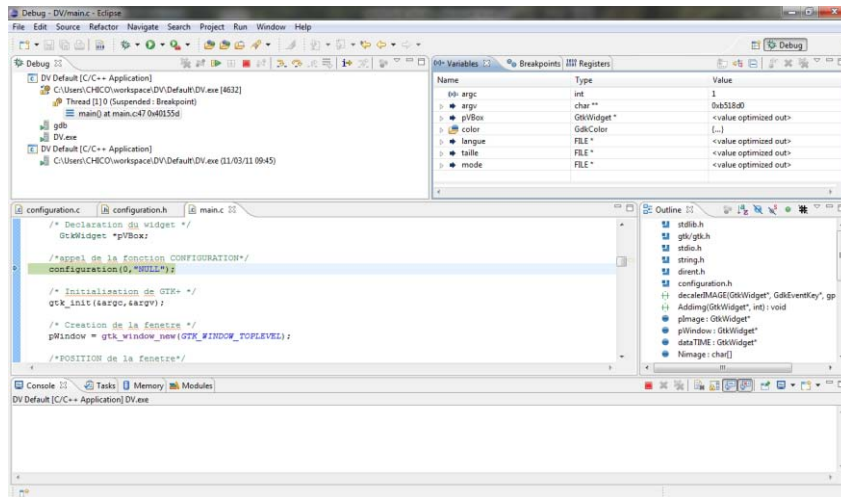 Debug - DV/main.c - Eclipse
File Edit Source Refactor Navigate Search Project Run Window Help
Debug
Debug
DV Default [C/C++ Application]
C:\Users\CHICO\workspace\DV\Default\DV.exe [4632]
Thread [1] 0 (Suspended : Breakpoint)
main() at main.c:47 0x40155d
gdb
DV.exe
DV Default [C/C++ Application]
C:\Users\CHICO\workspace\DV\Default\DV.exe (11/03/11 09:45)
Variables Breakpoints Registers
Name Type Value
argc int 1
argv char ** 0xb518d0
pVBox GtkWidget * <value optimized out>
color GdkColor {...}
langue FILE * <value optimized out>
taille FILE * <value optimized out>
mode FILE * <value optimized out>
configuration.c configuration.h main.c
/* Declaration du widget */
GtkWidget *pVBox;
/*appel de la fonction CONFIGURATION*/
configuration(0,"NULL");
/* Initialisation de GTK+ */
gtk_init(&argc,&argv);
/* Creation de la fenetre */
pWindow = gtk_window_new(GTK_WINDOW_TOPLEVEL);
/*POSITION de la fenetre*/
Outline
stdlib.h
gtk/gtk.h
stdio.h
string.h
dirent.h
configuration.h
decalerIMAGE(GtkWidget*, GdkEventKey*, gp
Addimg(GtkWidget*, int) : void
pImage : GtkWidget*
pWindow : GtkWidget*
dataTIME : GtkWidget*
Nimage : char[]
Console Tasks Memory Modules
DV Default [C/C++ Application] DV.exe